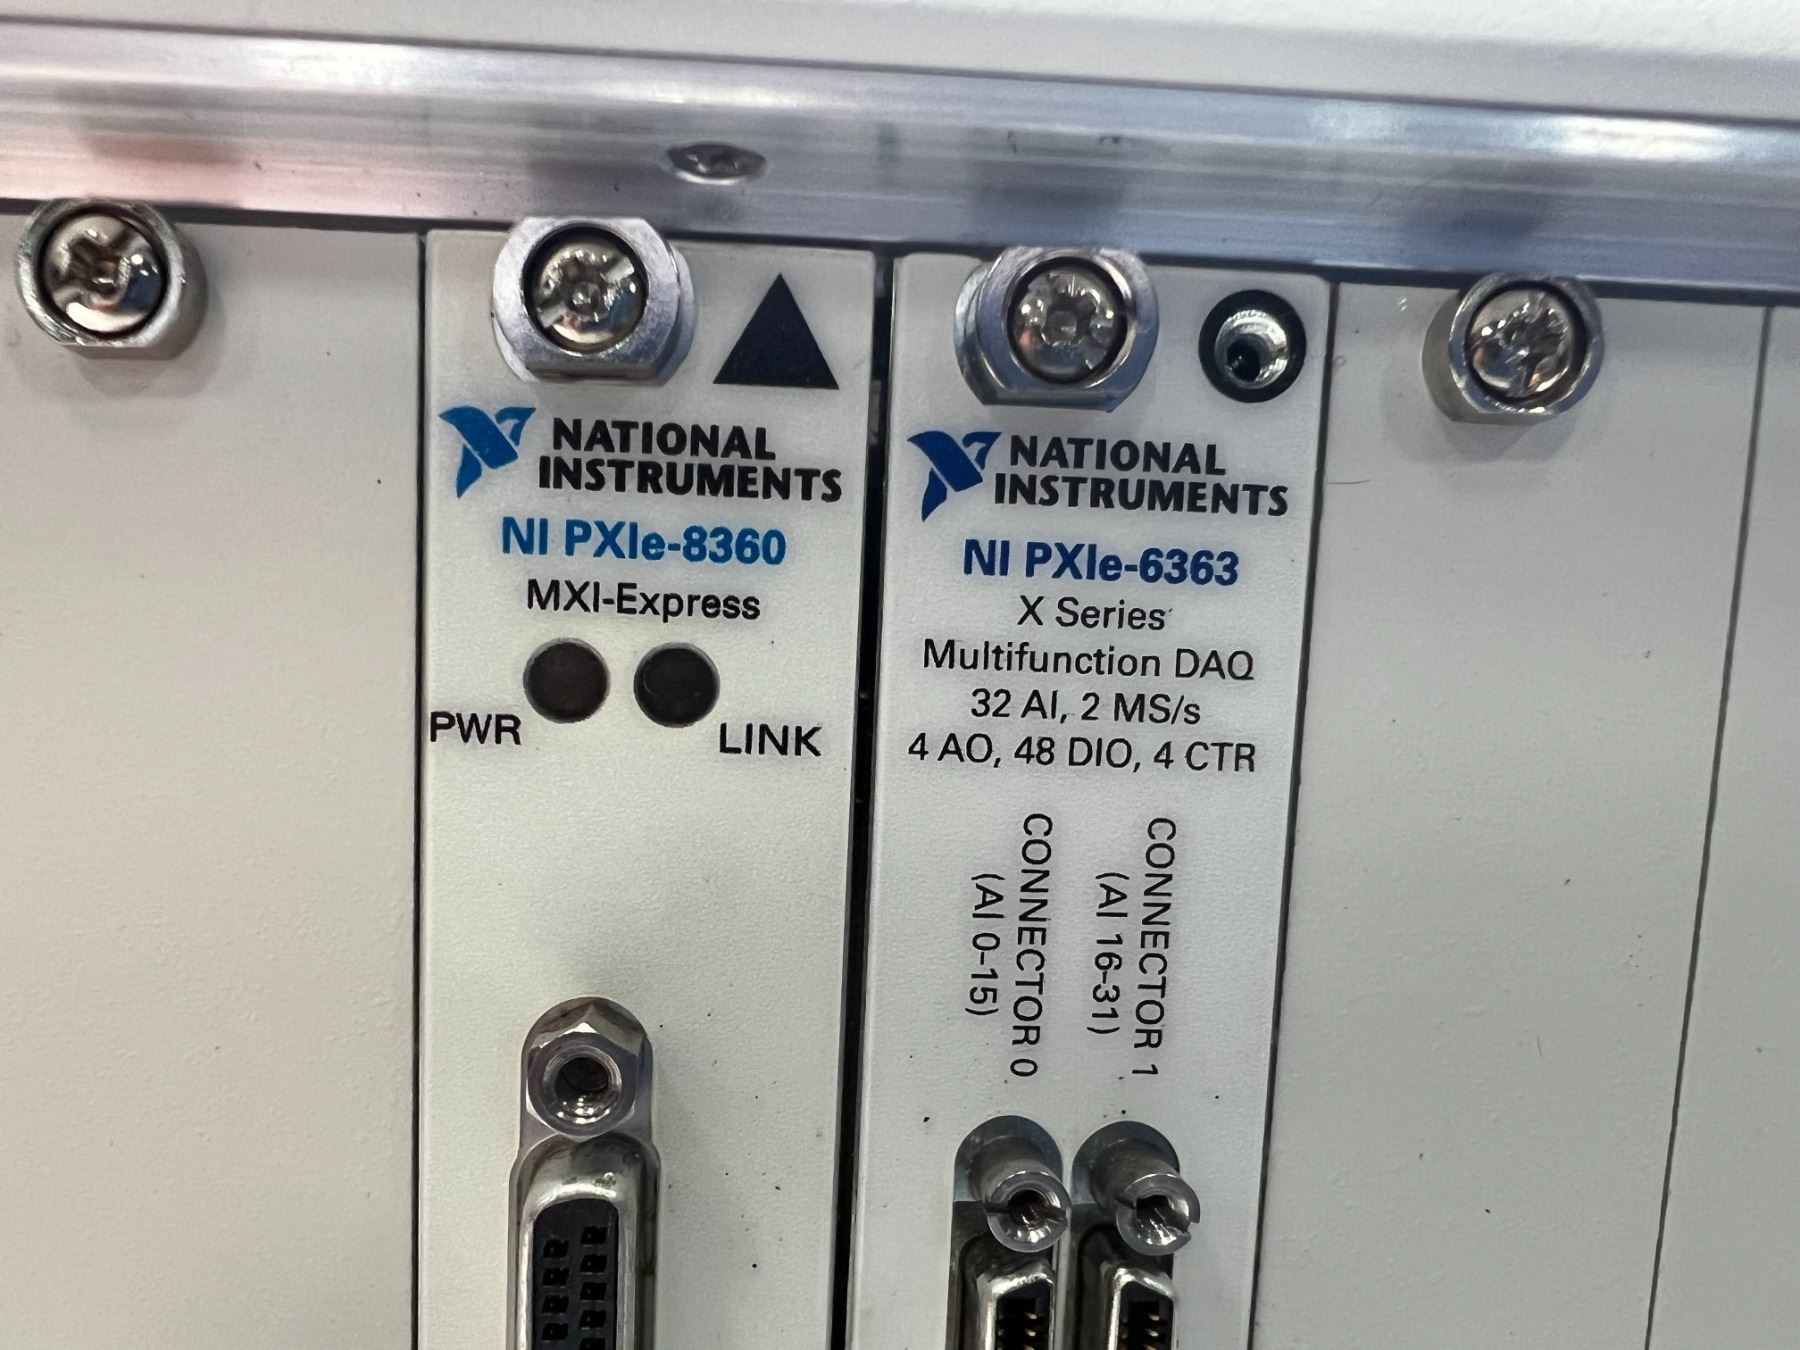 NATIONAL
INSTRUMENTS
NI PXIe-8360
MXI-Express
PWR
LINK
NATIONAL
INSTRUMENTS
NI PXIe-6363
X Series
Multifunction DAQ
32 AI, 2 MS/s
4 AO, 48 DIO, 4 CTR
CONNECTOR 0
(AI 0-15)
CONNECTOR 1
(AI 16-31)